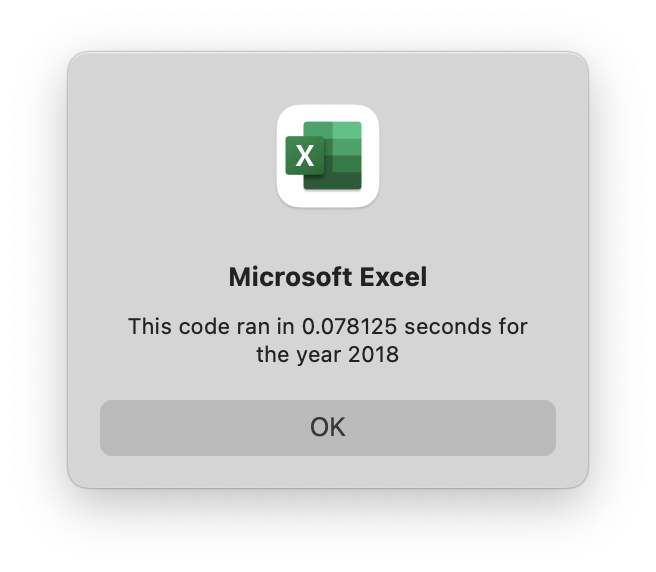 X
Microsoft Excel
This code ran in 0.078125 seconds for
the year 2018
OK